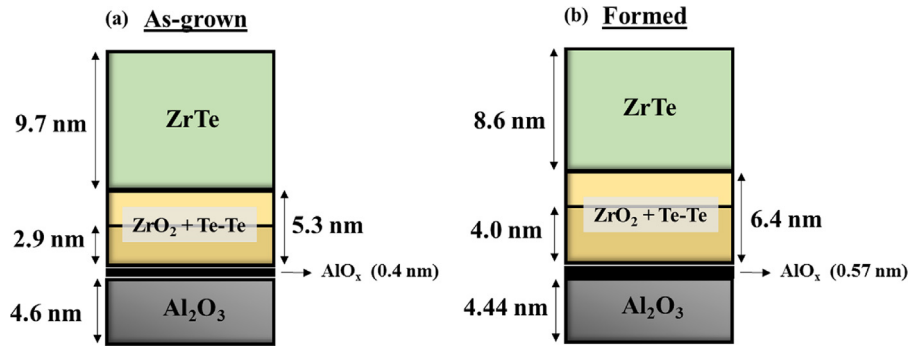 (a) As-grown
9.7 nm
ZrTe
ZrO₂ + Te-Te
5.3 nm
2.9 nm
AlOₓ (0.4 nm)
4.6 nm
Al₂O₃
(b) Formed
8.6 nm
ZrTe
ZrO₂ + Te-Te
6.4 nm
4.0 nm
AlOₓ (0.57 nm)
4.44 nm
Al₂O₃